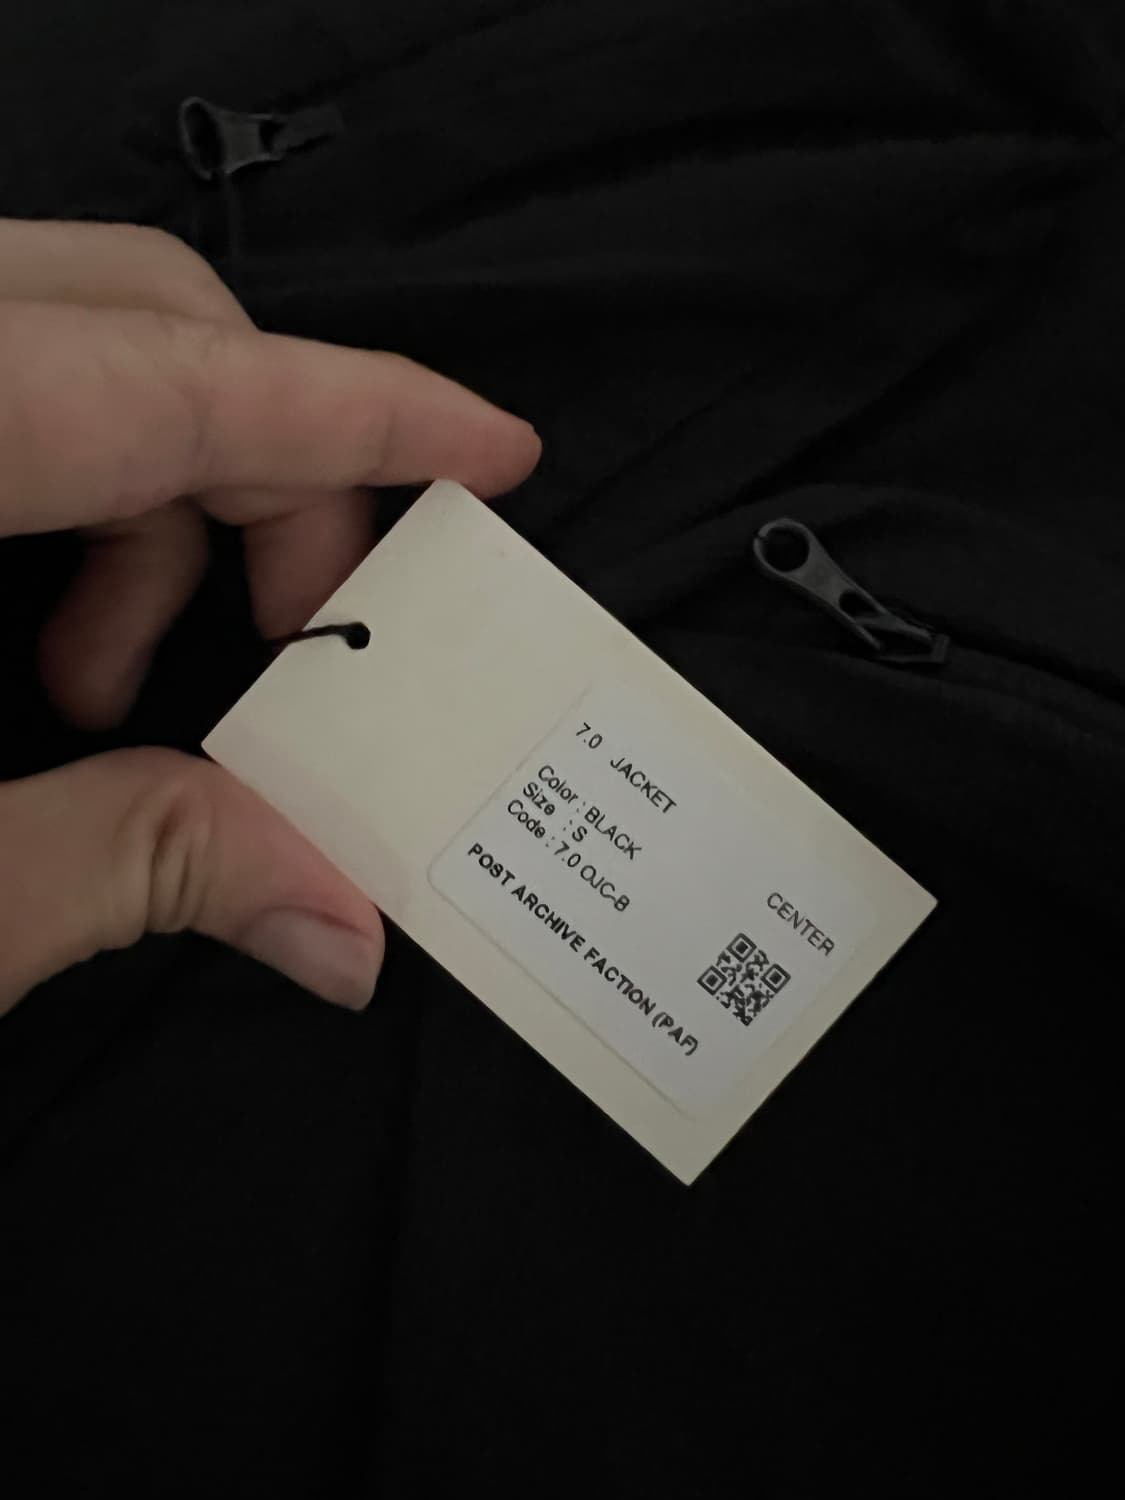 7.0 JACKET
CENTER
Color : BLACK
Size : S
Code : 7.0 OJC-B
POST ARCHIVE FACTION (PAF)